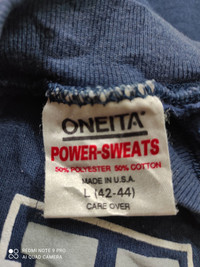 ONEITA
POWER-SWEATS
50% POLYESTER 50% COTTON
MADE IN U.S.A.
L (42-44)
CARE OVER
REDMI NOTE 9 PRO
AI QUAD CAMERA